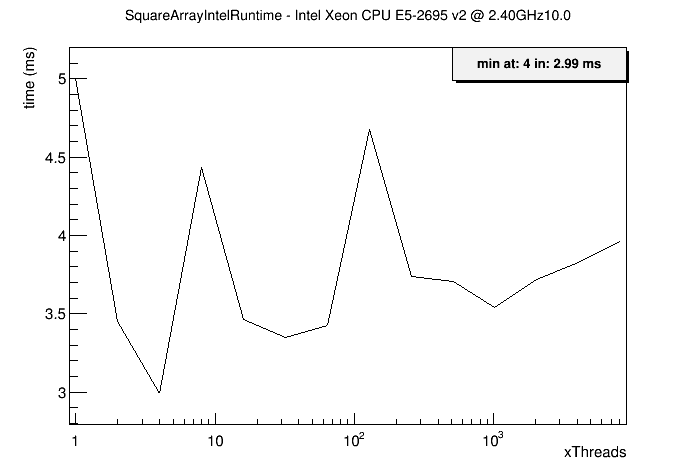 SquareArrayIntelRuntime - Intel Xeon CPU E5-2695 v2 @ 2.40GHz10.0
min at: 4 in: 2.99 ms
time (ms)
5
4.5
4
3.5
3
1 10 10² 10³
xThreads